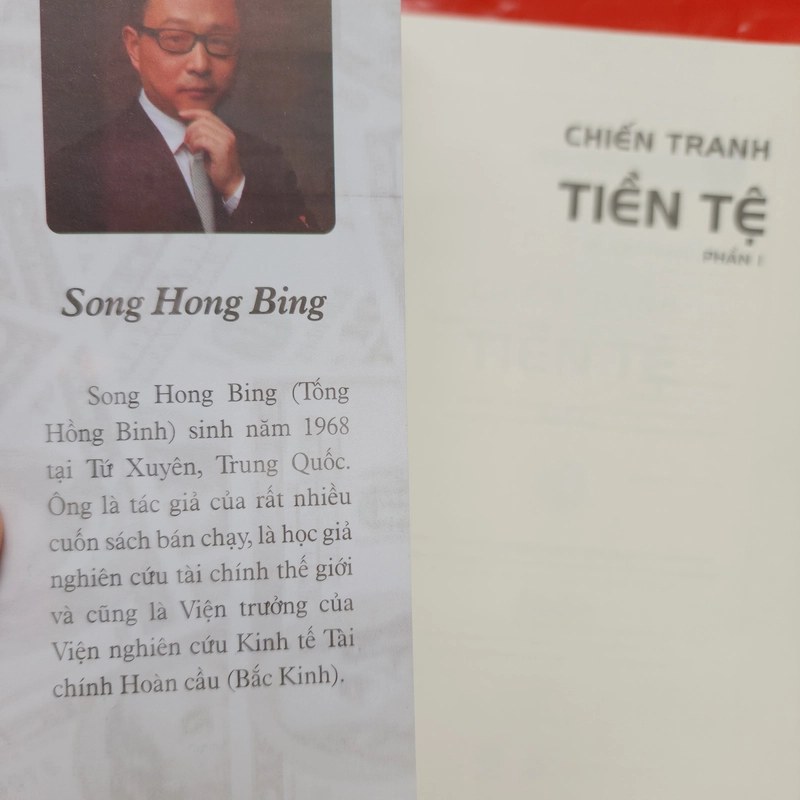 Song Hong Bing
Song Hong Bing (Tống
Hồng Binh) sinh năm 1968
tại Tứ Xuyên, Trung Quốc.
Ông là tác giả của rất nhiều
cuốn sách bán chạy, là học giả
nghiên cứu tài chính thế giới
và cũng là Viện trưởng của
Viện nghiên cứu Kinh tế Tài
chính Hoàn cầu (Bắc Kinh).
CHIẾN TRANH
TIỀN TỆ
PHẦN I